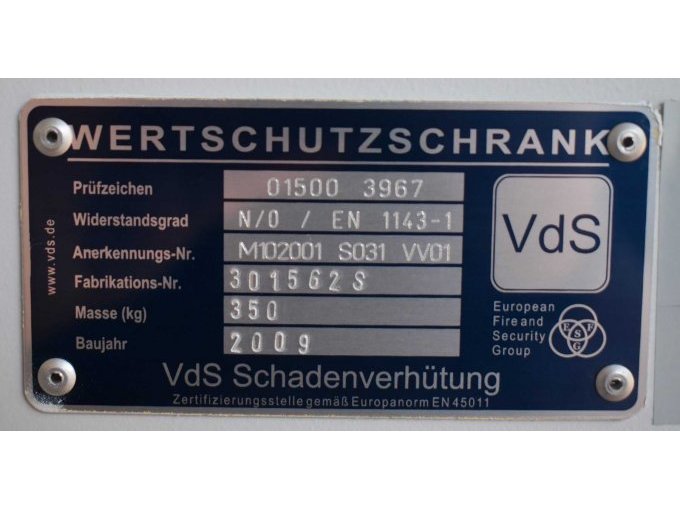 WERTSCHUTZSCHRANK
Prüfzeichen 01500 3967
Widerstandsgrad N/0 / EN 1143-1
Anerkennungs-Nr. M102001 S031 VV01
Fabrikations-Nr. 301562S
Masse (kg) 350
Baujahr 2009
www.vds.de
VdS
European
Fire and
Security
Group
E S F
G
VdS Schadenverhütung
Zertifizierungsstelle gemäß Europanorm EN 45011